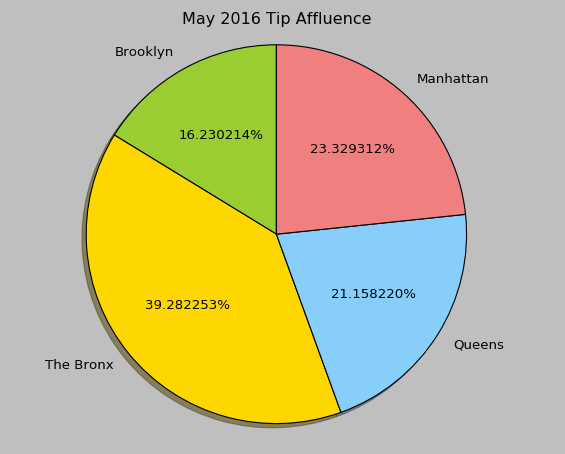 May 2016 Tip Affluence
Brooklyn
Manhattan
16.230214%
23.329312%
21.158220%
39.282253%
Queens
The Bronx